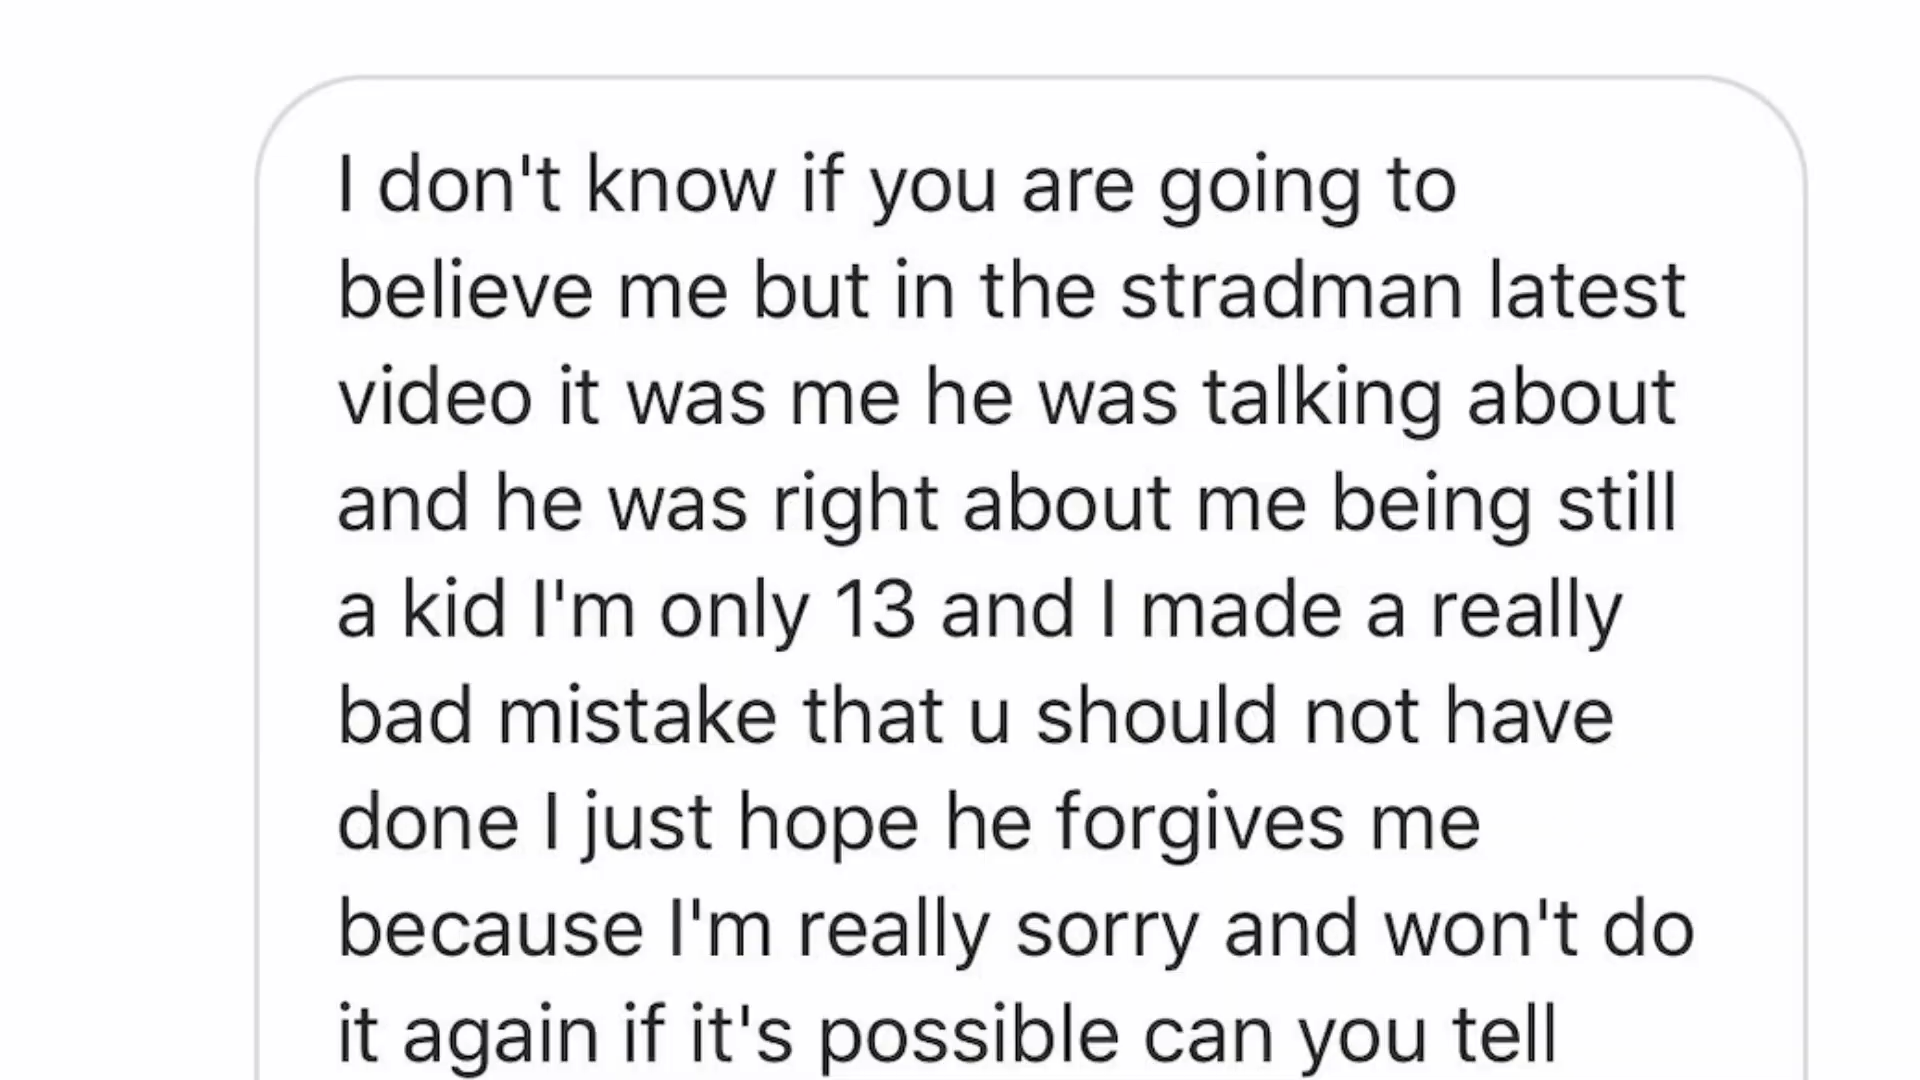 I don't know if you are going to
believe me but in the stradman latest
video it was me he was talking about
and he was right about me being still
a kid I'm only 13 and I made a really
bad mistake that u should not have
done I just hope he forgives me
because I'm really sorry and won't do
it again if it's possible can you tell